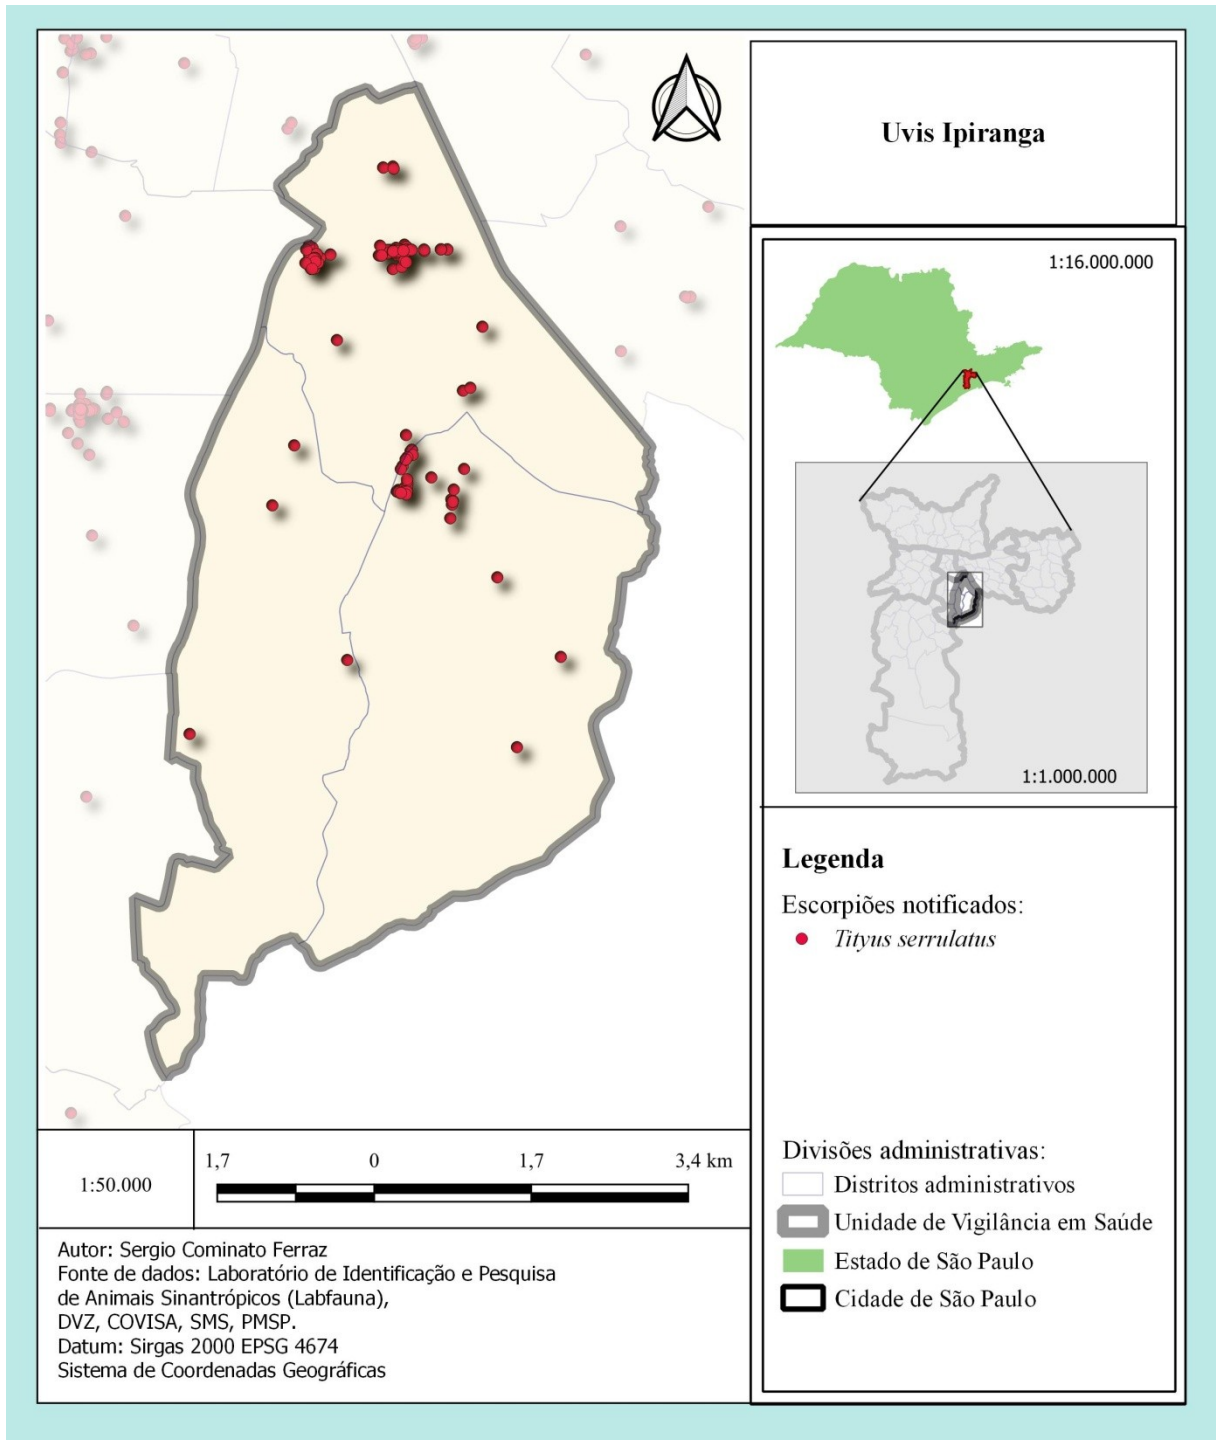 Uvis Ipiranga
1:16.000.000
1:1.000.000
Legenda
Escorpiões notificados:
Tityus serrulatus
Divisões administrativas:
Distritos administrativos
Unidade de Vigilância em Saúde
Estado de São Paulo
Cidade de São Paulo
1:50.000
1,7 0 1,7 3,4 km
Autor: Sergio Cominato Ferraz
Fonte de dados: Laboratório de Identificação e Pesquisa
de Animais Sinantrópicos (Labfauna),
DVZ, COVISA, SMS, PMSP.
Datum: Sirgas 2000 EPSG 4674
Sistema de Coordenadas Geográficas